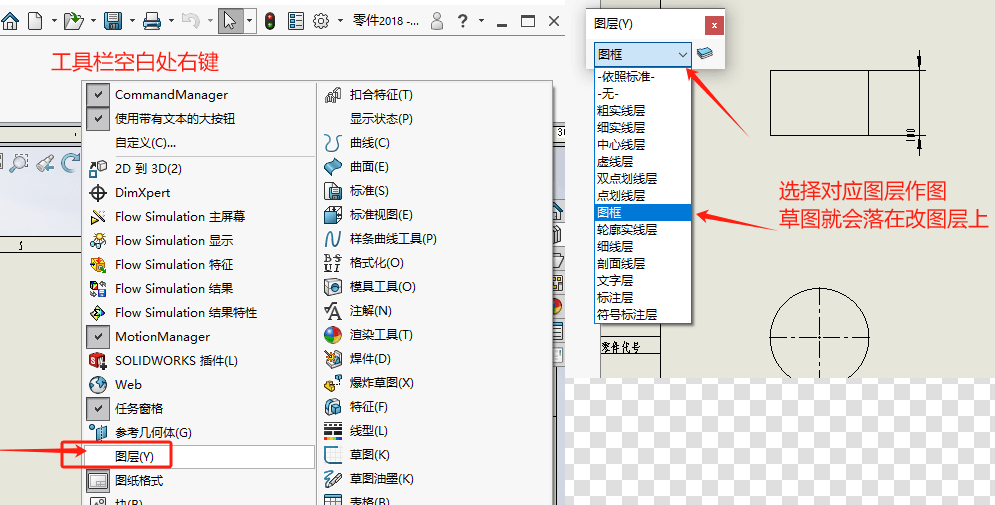 零件2018 -...
工具栏空白处右键
CommandManager
使用带有文本的大按钮
自定义(C)...
2D 到 3D(2)
DimXpert
Flow Simulation 主屏幕
Flow Simulation 显示
Flow Simulation 特征
Flow Simulation 结果
Flow Simulation 结果特性
MotionManager
SOLIDWORKS 插件(L)
Web
任务窗格
参考几何体(G)
图层(Y)
图纸格式
块(B)
扣合特征(T)
显示状态(P)
曲线(C)
曲面(E)
标准(S)
标准视图(E)
样条曲线工具(P)
格式化(O)
模具工具(O)
注解(N)
渲染工具(T)
焊件(D)
爆炸草图(X)
特征(F)
线型(L)
草图(K)
草图油墨(K)
表格(B)
图层(Y)
图框
-依照标准-
-无-
粗实线层
细实线层
中心线层
虚线层
双点划线层
点划线层
图框
轮廓实线层
细线层
剖面线层
文字层
标注层
符号标注层
选择对应图层作图
草图就会落在改图层上
10
零件代号